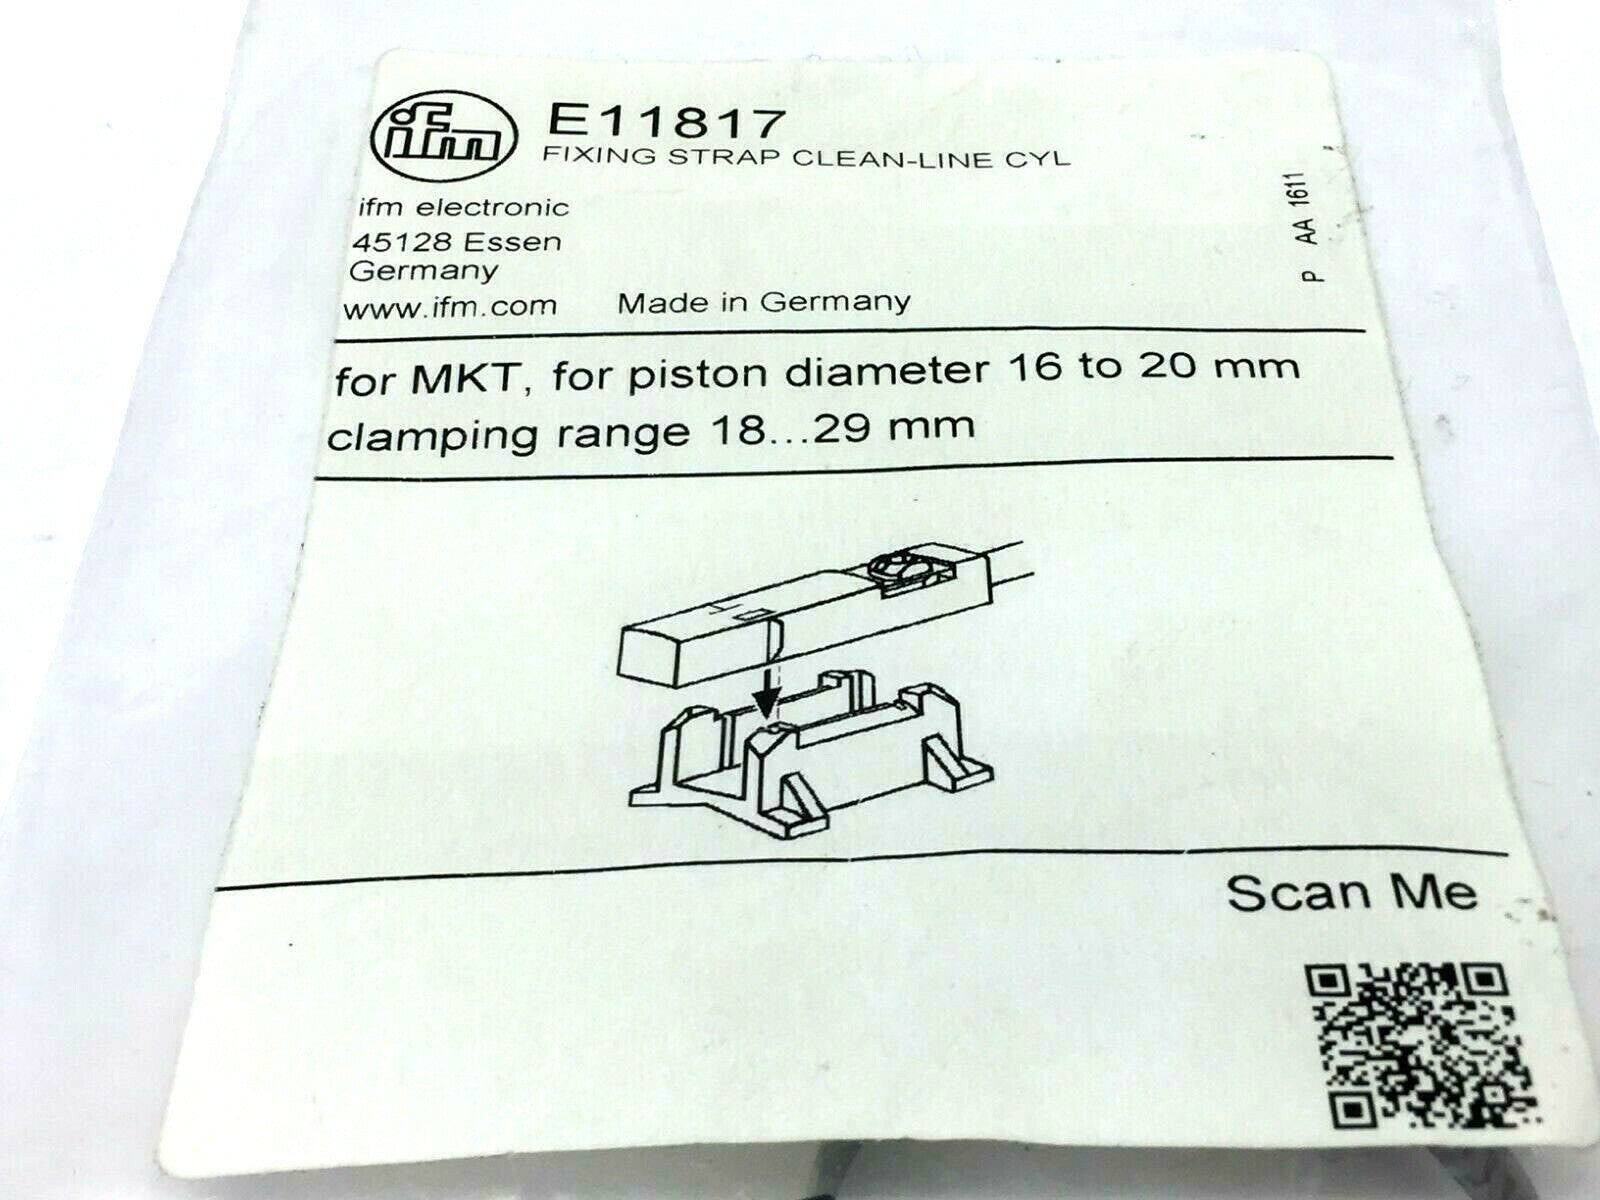 ifm
E11817
FIXING STRAP CLEAN-LINE CYL
ifm electronic
45128 Essen
Germany
www.ifm.com Made in Germany
P AA 1611
for MKT, for piston diameter 16 to 20 mm
clamping range 18...29 mm
Scan Me